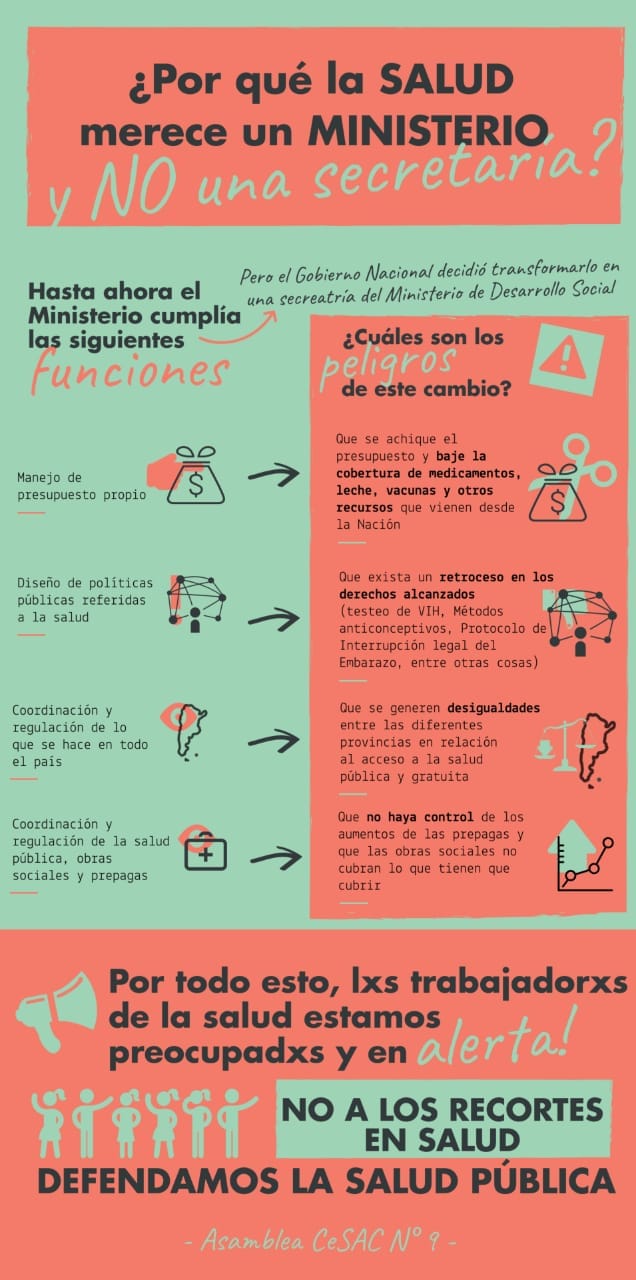 ¿Por qué la SALUD
merece un MINISTERIO
y NO una secretaría?
Pero el Gobierno Nacional decidió transformarlo en
una secreatría del Ministerio de Desarrollo Social
Hasta ahora el
Ministerio cumplía
las siguientes
funciones
¿Cuáles son los
peligros
de este cambio?
Manejo de
presupuesto propio
$
Que se achique el
presupuesto y baje la
cobertura de medicamentos,
leche, vacunas y otros
recursos que vienen desde
la Nación
$
Diseño de políticas
públicas referidas
a la salud
Que exista un retroceso en los
derechos alcanzados
(testeo de VIH, Métodos
anticonceptivos, Protocolo de
Interrupción legal del
Embarazo, entre otras cosas)
Coordinación y
regulación de lo
que se hace en todo
el país
Que se generen desigualdades
entre las diferentes
provincias en relación
al acceso a la salud
pública y gratuita
Coordinación y
regulación de la salud
pública, obras
sociales y prepagas
Que no haya control de los
aumentos de las prepagas y
que las obras sociales no
cubran lo que tienen que
cubrir
Por todo esto, lxs trabajadorxs
de la salud estamos
preocupadxs y en alerta!
NO A LOS RECORTES
EN SALUD
DEFENDAMOS LA SALUD PÚBLICA
- Asamblea CeSAC N° 9 -